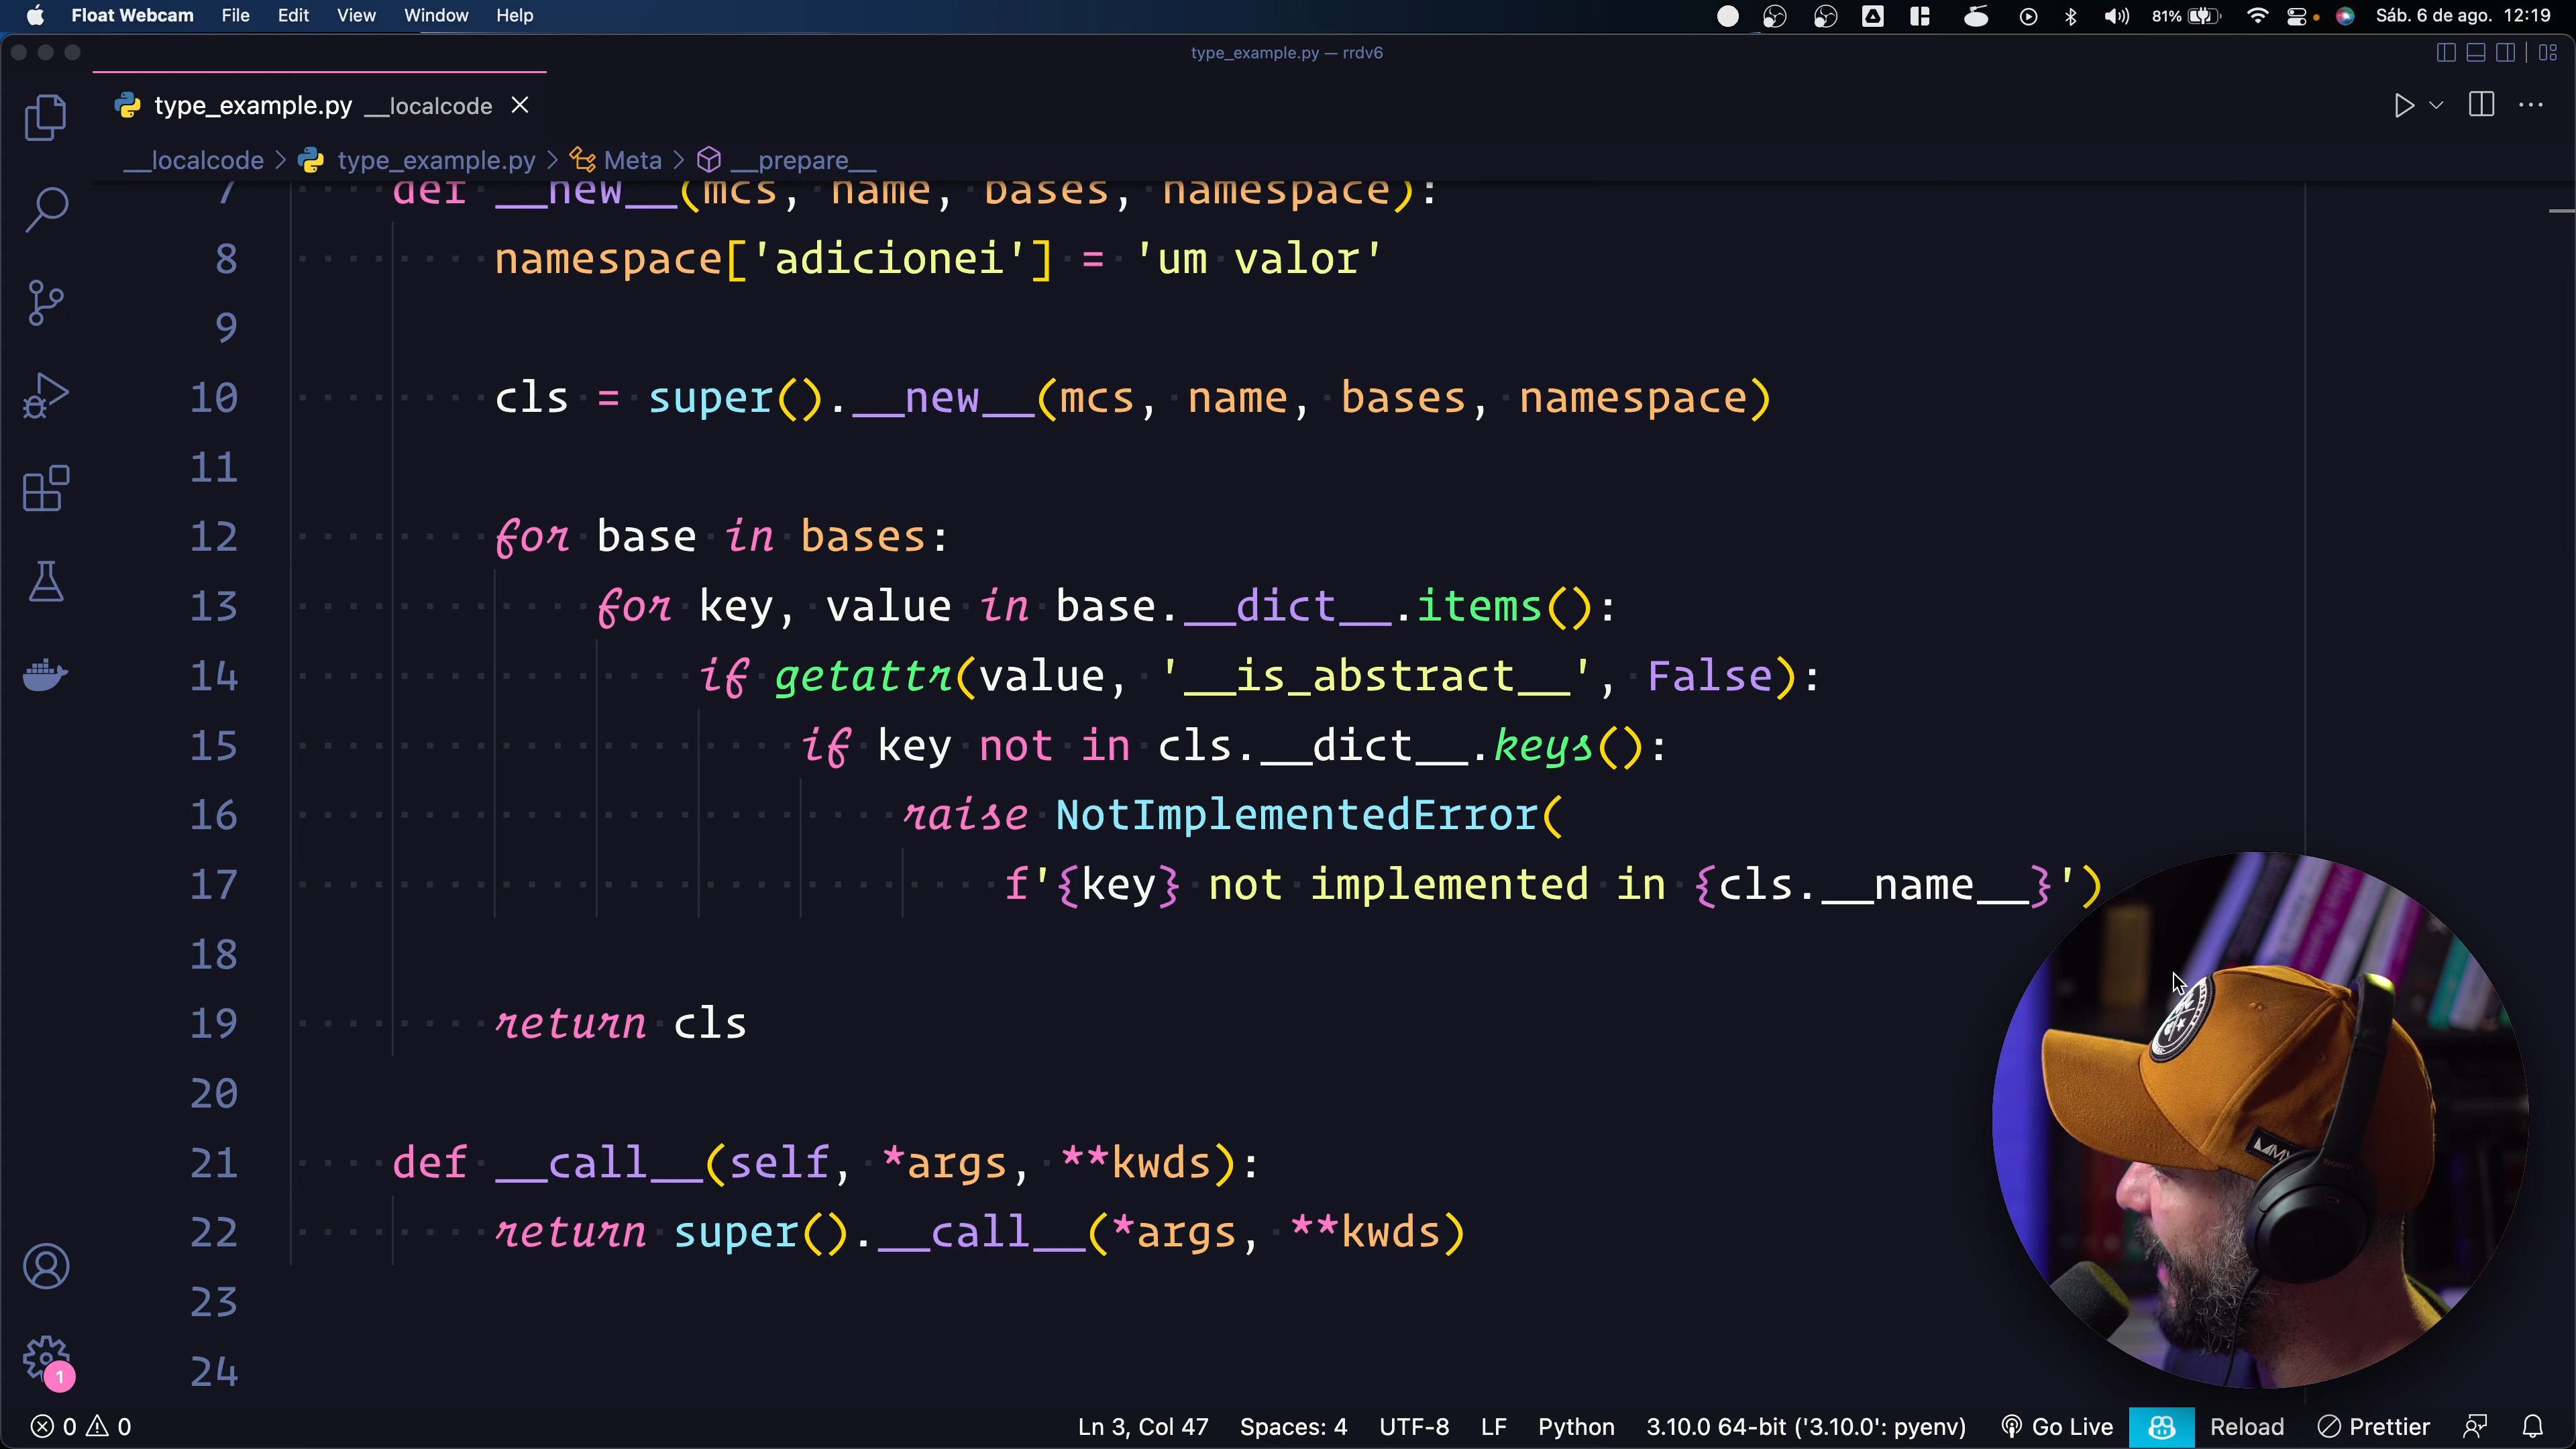 Float Webcam File Edit View Window Help 81% Sáb. 6 de ago. 12:19
type_example.py — rrdv6
type_example.py __localcode
__localcode > type_example.py > Meta > __prepare__
7 def __new__(mcs, name, bases, namespace):
8 namespace['adicionei'] = 'um valor'
9
10 cls = super().__new__(mcs, name, bases, namespace)
11
12 for base in bases:
13 for key, value in base.__dict__.items():
14 if getattr(value, '__is_abstract__', False):
15 if key not in cls.__dict__.keys():
16 raise NotImplementedError(
17 f'{key} not implemented in {cls.__name__}')
18
19 return cls
20
21 def __call__(self, *args, **kwds):
22 return super().__call__(*args, **kwds)
23
24
1
0 0 Ln 3, Col 47 Spaces: 4 UTF-8 LF Python 3.10.0 64-bit ('3.10.0': pyenv) Go Live Reload Prettier